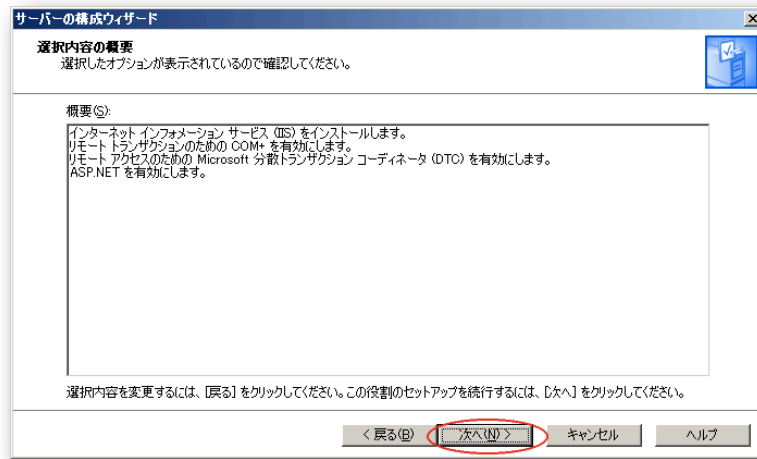 サーバーの構成ウィザード
選択内容の概要
選択したオプションが表示されているので確認してください。
概要(S):
インターネット インフォメーション サービス (IIS) をインストールします。
リモート トランザクションのための COM+ を有効にします。
リモート アクセスのための Microsoft 分散トランザクション コーディネータ (DTC) を有効にします。
ASP.NET を有効にします。
選択内容を変更するには、[戻る] をクリックしてください。この役割のセットアップを続行するには、[次へ] をクリックしてください。
< 戻る(B) 次へ(N) > キャンセル ヘルプ